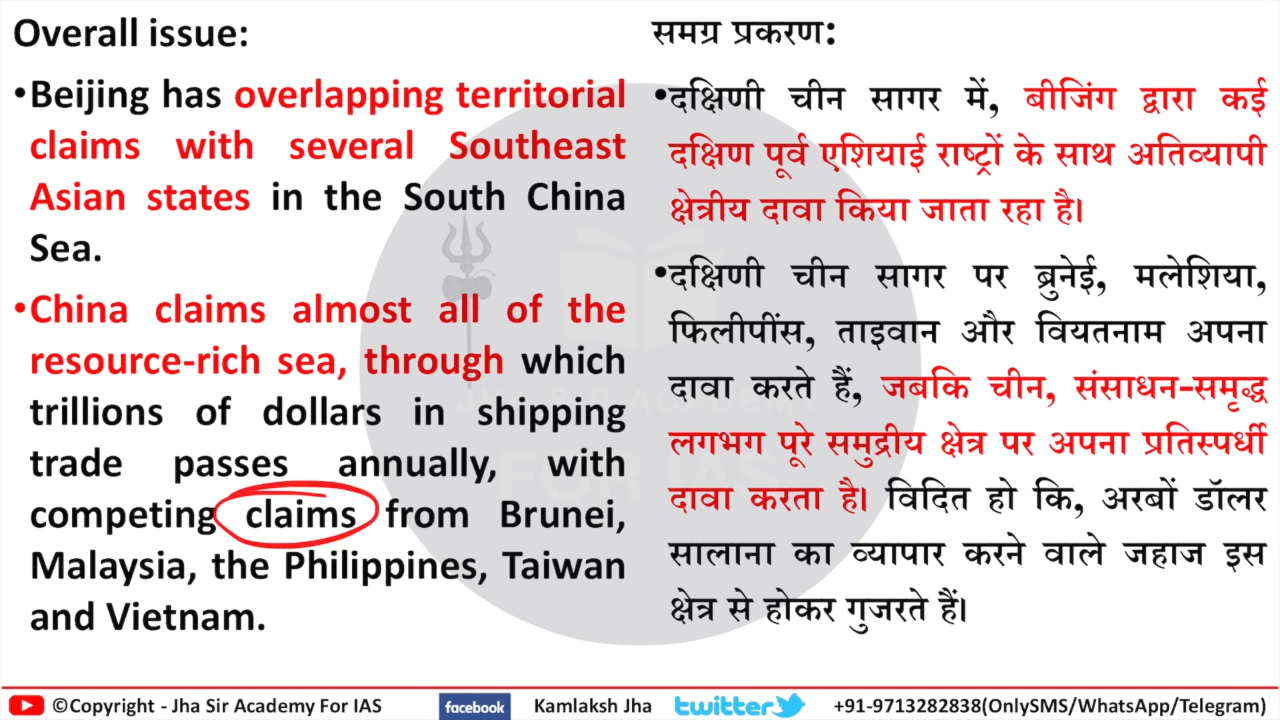 Overall issue:
•Beijing has overlapping territorial
claims with several Southeast
Asian states in the South China
Sea.
•China claims almost all of the
resource-rich sea, through which
trillions of dollars in shipping
trade passes annually, with
competing claims from Brunei,
Malaysia, the Philippines, Taiwan
and Vietnam.
समग्र प्रकरण:
•दक्षिणी चीन सागर में, बीजिंग द्वारा कई
दक्षिण पूर्व एशियाई राष्ट्रों के साथ अतिव्यापी
क्षेत्रीय दावा किया जाता रहा है।
•दक्षिणी चीन सागर पर ब्रुनेई, मलेशिया,
फिलीपींस, ताइवान और वियतनाम अपना
दावा करते हैं, जबकि चीन, संसाधन-समृद्ध
लगभग पूरे समुद्रीय क्षेत्र पर अपना प्रतिस्पर्धी
दावा करता है। विदित हो कि, अरबों डॉलर
सालाना का व्यापार करने वाले जहाज इस
क्षेत्र से होकर गुजरते हैं।
JHA SIR ACADEMY
FOR IAS
©Copyright - Jha Sir Academy For IAS facebook Kamlaksh Jha twitter +91-9713282838(OnlySMS/WhatsApp/Telegram)